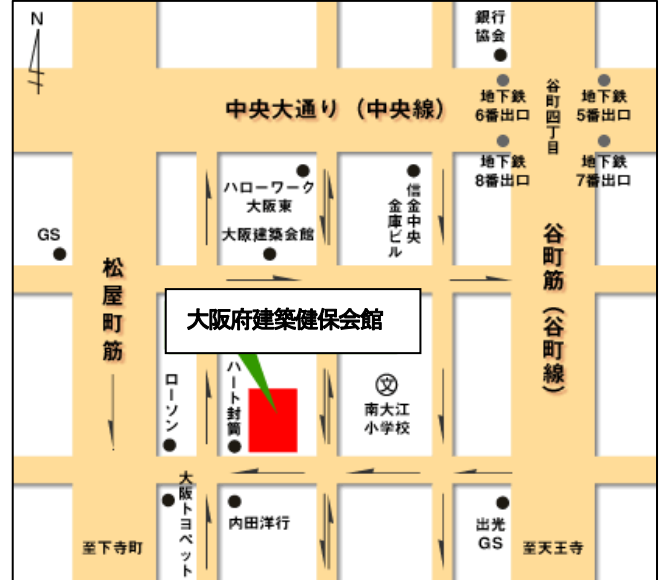 N
銀行
協会
地下鉄
6番出口
谷町四丁目
地下鉄
5番出口
中央大通り（中央線）
地下鉄
8番出口
地下鉄
7番出口
ハローワーク
大阪東
大阪建築会館
信金中央
金庫ビル
GS
松屋町筋
谷町筋（谷町線）
大阪府建築健保会館
ローソン
ハート封筒
文
南大江
小学校
大阪トヨペット
内田洋行
出光
GS
至下寺町
至天王寺